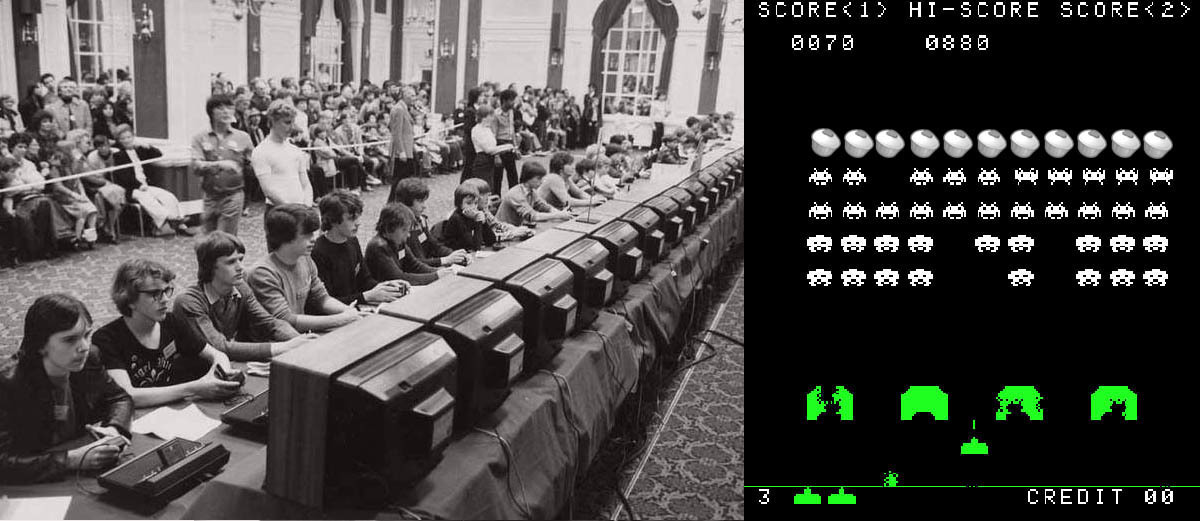 SCORE<1> HI-SCORE SCORE<2>
0070 0880
3 CREDIT 00